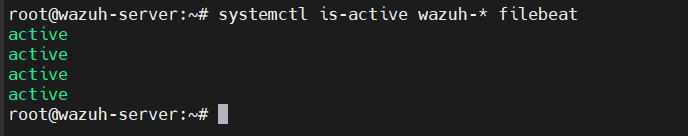 root@wazuh-server:~# systemctl is-active wazuh-* filebeat
active
active
active
active
root@wazuh-server:~#